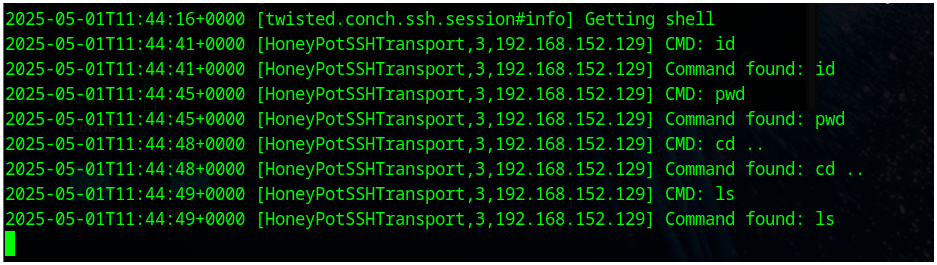 2025-05-01T11:44:16+0000 [twisted.conch.ssh.session#info] Getting shell
2025-05-01T11:44:41+0000 [HoneyPotSSHTransport,3,192.168.152.129] CMD: id
2025-05-01T11:44:41+0000 [HoneyPotSSHTransport,3,192.168.152.129] Command found: id
2025-05-01T11:44:45+0000 [HoneyPotSSHTransport,3,192.168.152.129] CMD: pwd
2025-05-01T11:44:45+0000 [HoneyPotSSHTransport,3,192.168.152.129] Command found: pwd
2025-05-01T11:44:48+0000 [HoneyPotSSHTransport,3,192.168.152.129] CMD: cd ..
2025-05-01T11:44:48+0000 [HoneyPotSSHTransport,3,192.168.152.129] Command found: cd ..
2025-05-01T11:44:49+0000 [HoneyPotSSHTransport,3,192.168.152.129] CMD: ls
2025-05-01T11:44:49+0000 [HoneyPotSSHTransport,3,192.168.152.129] Command found: ls